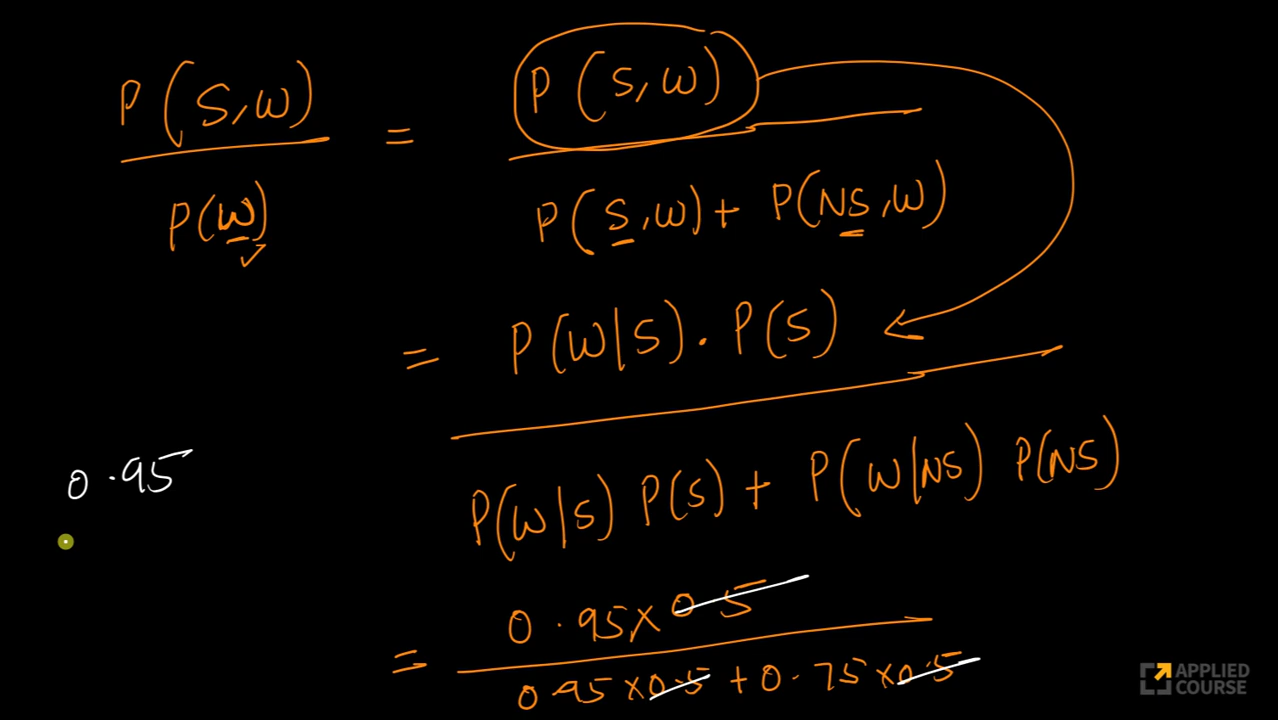 P(S,W) / P(W) = P(S,W) / P(S,W) + P(NS,W)
= P(W|S) . P(S) / P(W|S) P(S) + P(W|NS) P(NS)
0.95
= 0.95 × 0.5 / 0.95 × 0.5 + 0.75 × 0.5
APPLIED
COURSE